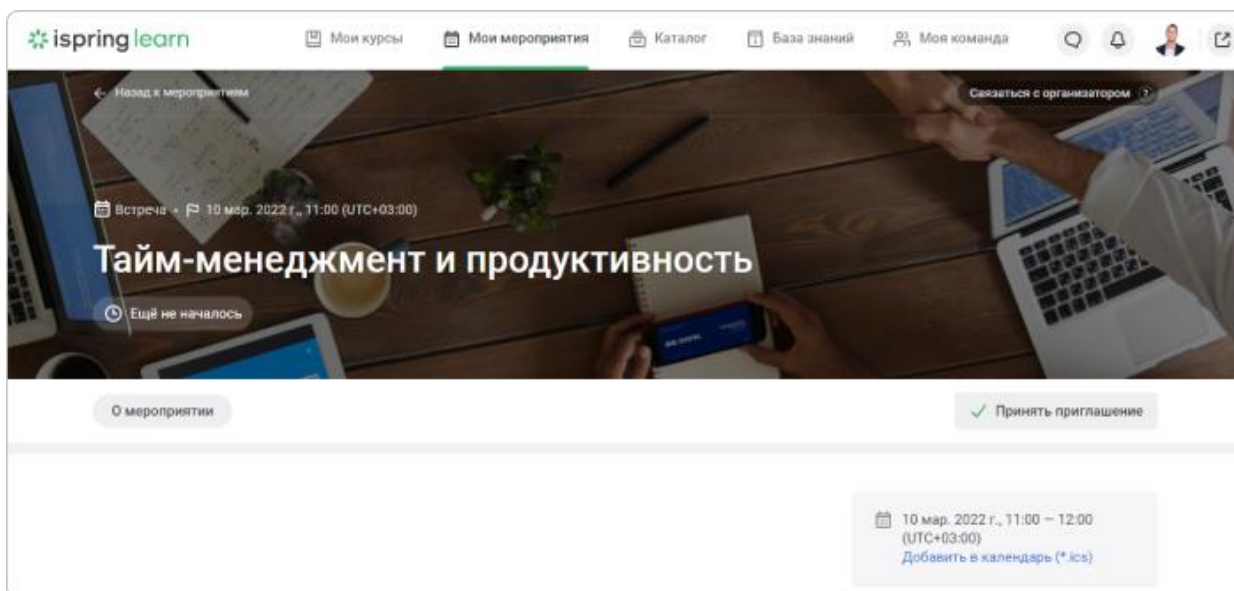 ispring learn
Мои курсы
Мои мероприятия
Каталог
База знаний
Моя команда
← Назад к мероприятиям
Связаться с организатором ?
Встреча • 10 мар. 2022 г., 11:00 (UTC+03:00)
Тайм-менеджмент и продуктивность
Ещё не началось
О мероприятии
Принять приглашение
10 мар. 2022 г., 11:00 — 12:00
(UTC+03:00)
Добавить в календарь (*.ics)